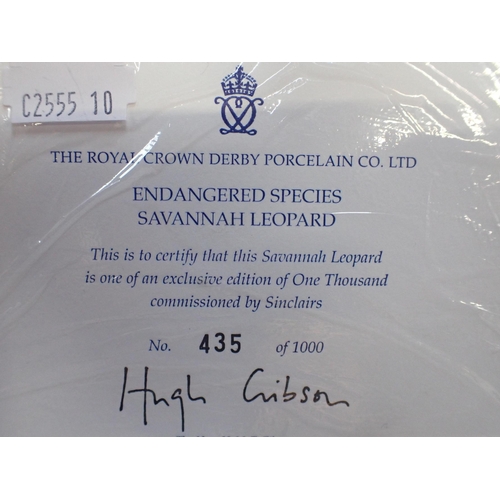 C2555 10
THE ROYAL CROWN DERBY PORCELAIN CO. LTD
ENDANGERED SPECIES
SAVANNAH LEOPARD
This is to certify that this Savannah Leopard
is one of an exclusive edition of One Thousand
commissioned by Sinclairs
No. 435 of 1000
Hugh Gibson